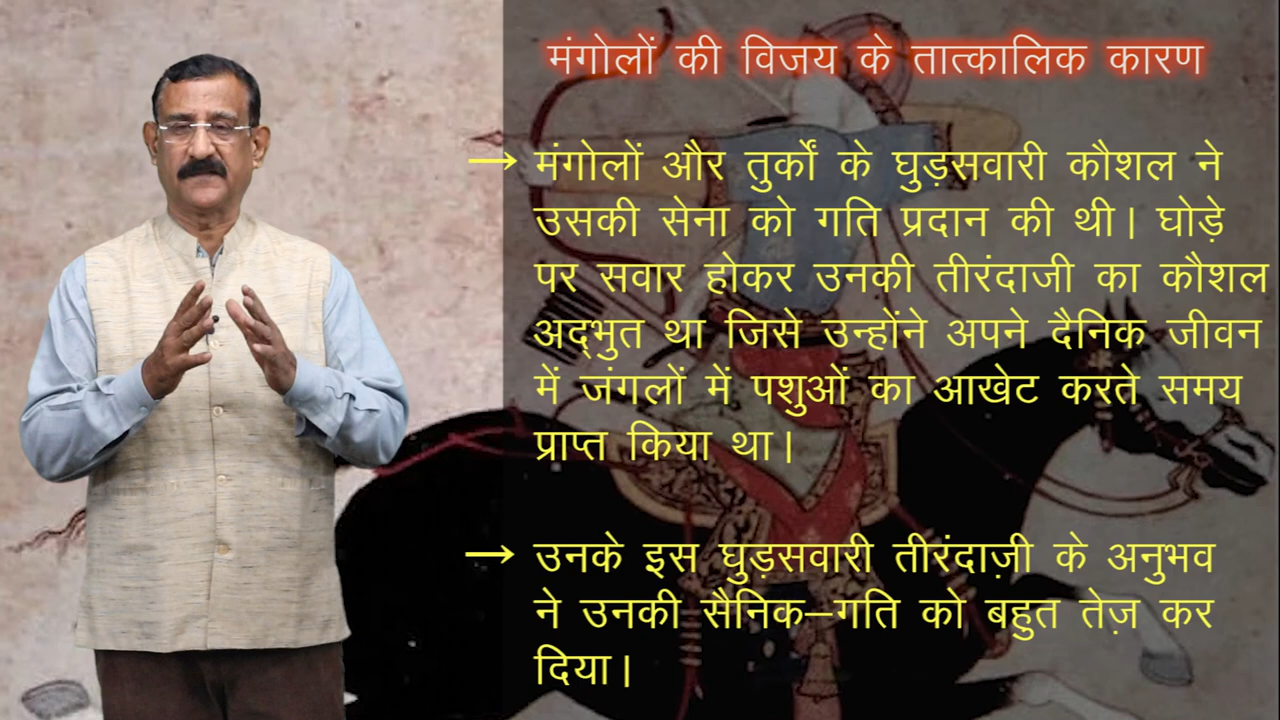 मंगोलों की विजय के तात्कालिक कारण
→ मंगोलों और तुर्कों के घुड़सवारी कौशल ने
उसकी सेना को गति प्रदान की थी। घोड़े
पर सवार होकर उनकी तीरंदाजी का कौशल
अद्‌भुत था जिसे उन्होंने अपने दैनिक जीवन
में जंगलों में पशुओं का आखेट करते समय
प्राप्त किया था।
→ उनके इस घुड़सवारी तीरंदाज़ी के अनुभव
ने उनकी सैनिक–गति को बहुत तेज़ कर
दिया।